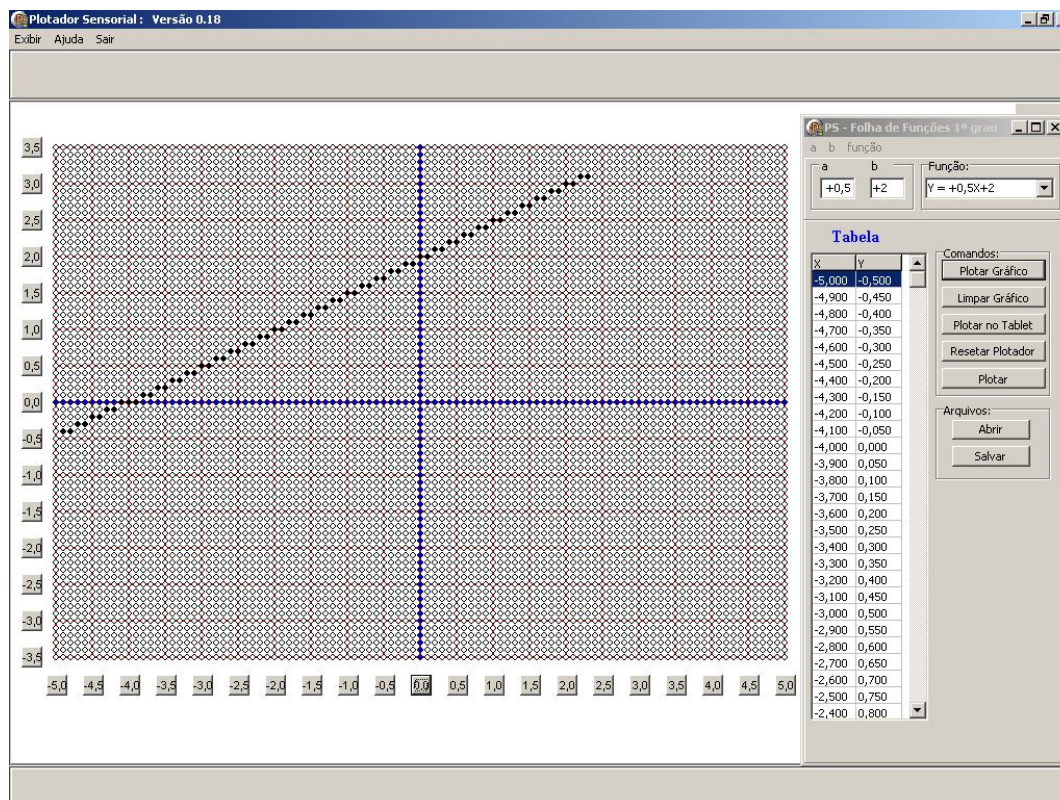 Plotador Sensorial : Versão 0.18
Exibir Ajuda Sair
3,5
3,0
2,5
2,0
1,5
1,0
0,5
0,0
-0,5
-1,0
-1,5
-2,0
-2,5
-3,0
-3,5
-5,0 -4,5 -4,0 -3,5 -3,0 -2,5 -2,0 -1,5 -1,0 -0,5 0,0 0,5 1,0 1,5 2,0 2,5 3,0 3,5 4,0 4,5 5,0
PS - Folha de Funções 1º grau
a b função
a b Função:
+0,5 +2 Y = +0,5X+2
Tabela
X Y
-5,000 -0,500
-4,900 -0,450
-4,800 -0,400
-4,700 -0,350
-4,600 -0,300
-4,500 -0,250
-4,400 -0,200
-4,300 -0,150
-4,200 -0,100
-4,100 -0,050
-4,000 0,000
-3,900 0,050
-3,800 0,100
-3,700 0,150
-3,600 0,200
-3,500 0,250
-3,400 0,300
-3,300 0,350
-3,200 0,400
-3,100 0,450
-3,000 0,500
-2,900 0,550
-2,800 0,600
-2,700 0,650
-2,600 0,700
-2,500 0,750
-2,400 0,800
Comandos:
Plotar Gráfico
Limpar Gráfico
Plotar no Tablet
Resetar Plotador
Plotar
Arquivos:
Abrir
Salvar